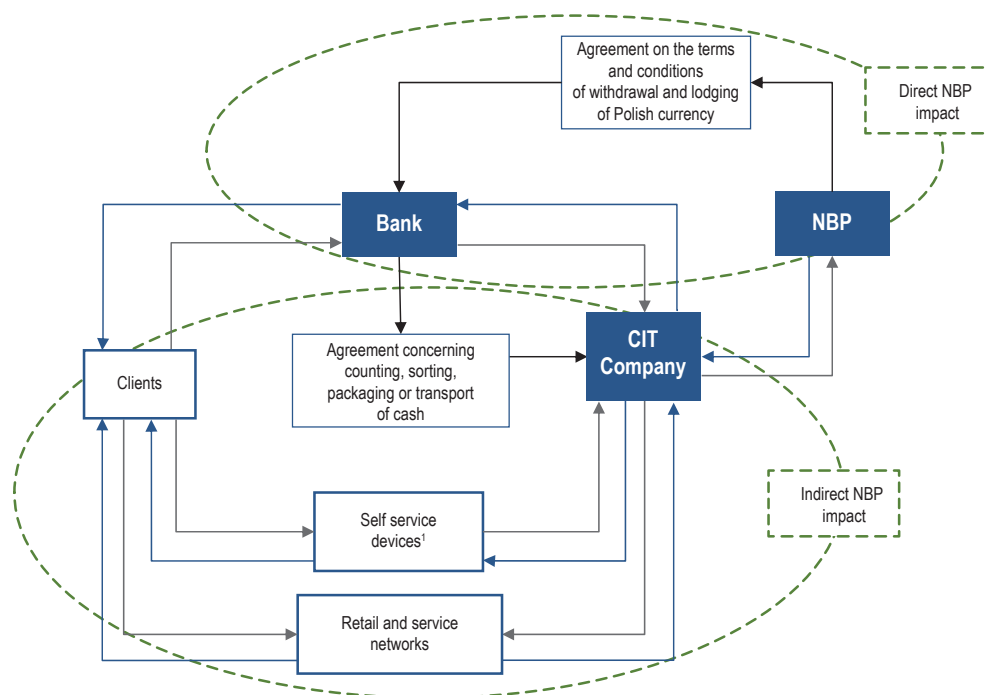 Agreement on the terms
and conditions
of withdrawal and lodging
of Polish currency
Direct NBP
impact
Bank
NBP
CIT
Company
Agreement concerning
counting, sorting,
packaging or transport
of cash
Clients
Indirect NBP
impact
Self service
devices¹
Retail and service
networks